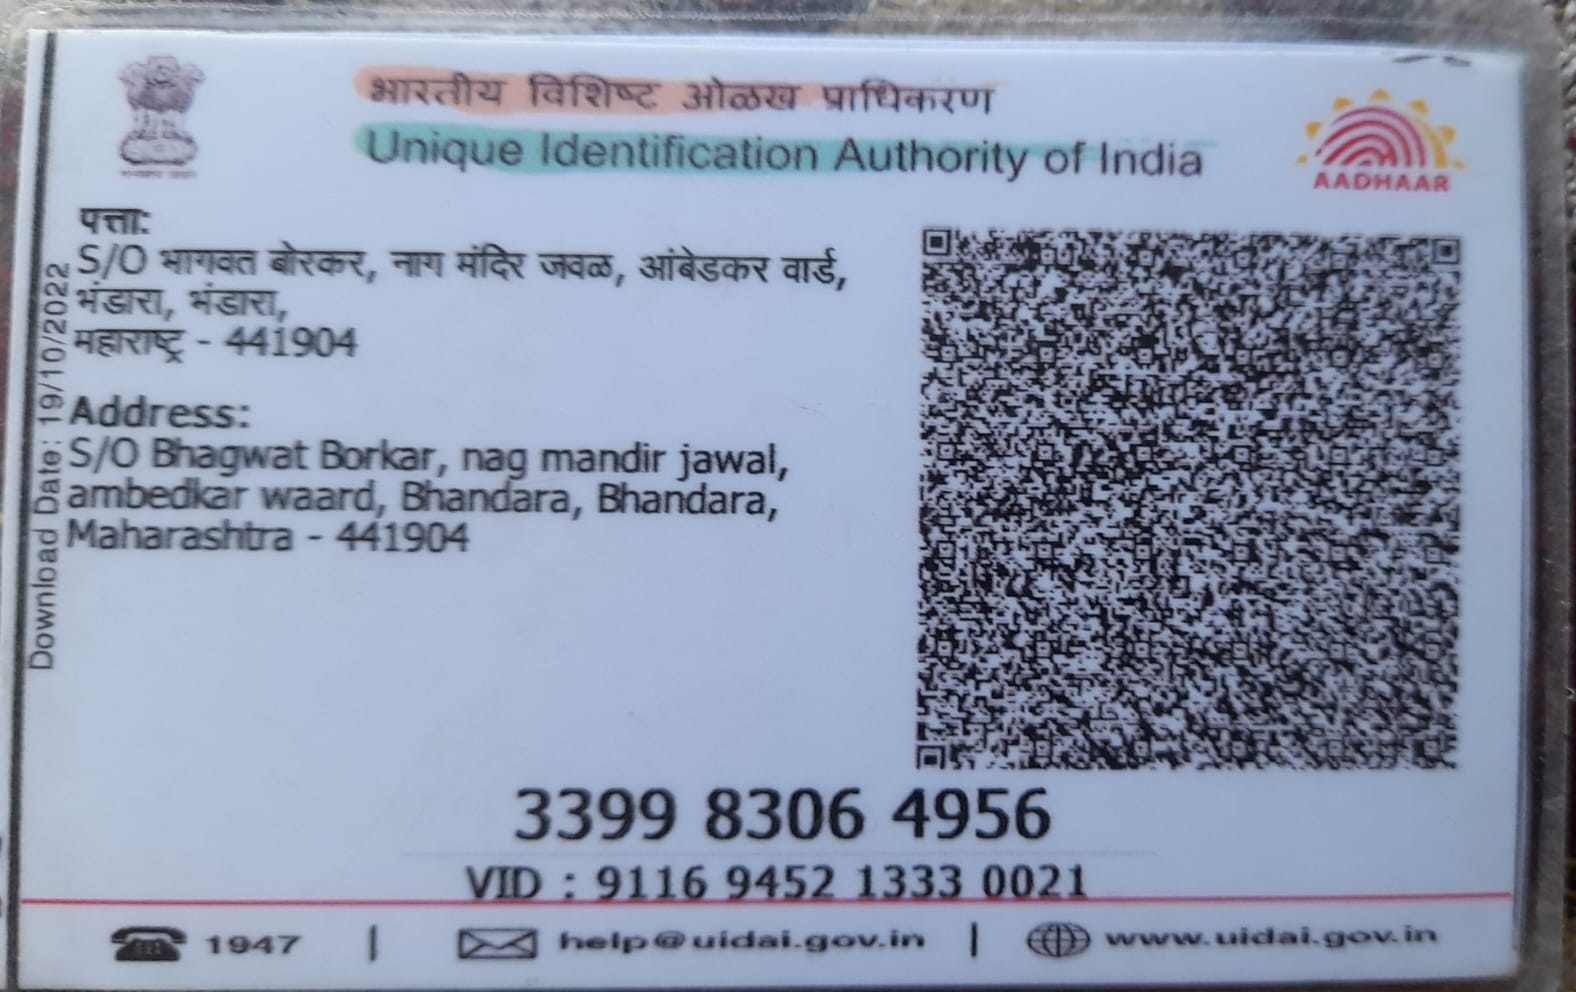 भारतीय विशिष्ट ओळख प्राधिकरण
Unique Identification Authority of India
AADHAAR
पत्ता:
S/O भागवत बोरकर, नाग मंदिर जवळ, आंबेडकर वार्ड,
भंडारा, भंडारा,
महाराष्ट्र - 441904
Address:
S/O Bhagwat Borkar, nag mandir jawal,
ambedkar waard, Bhandara, Bhandara,
Maharashtra - 441904
Download Date: 19/10/2022
3399 8306 4956
VID : 9116 9452 1333 0021
1947 | help@uidai.gov.in | www.uidai.gov.in